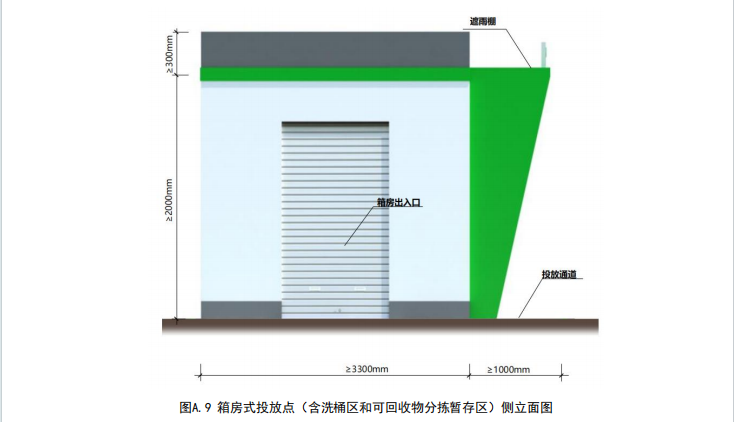 遮雨棚
≥300mm
≥2000mm
箱房出入口
投放通道
≥3300mm
≥1000mm
图A.9 箱房式投放点（含洗桶区和可回收物分拣暂存区）侧立面图